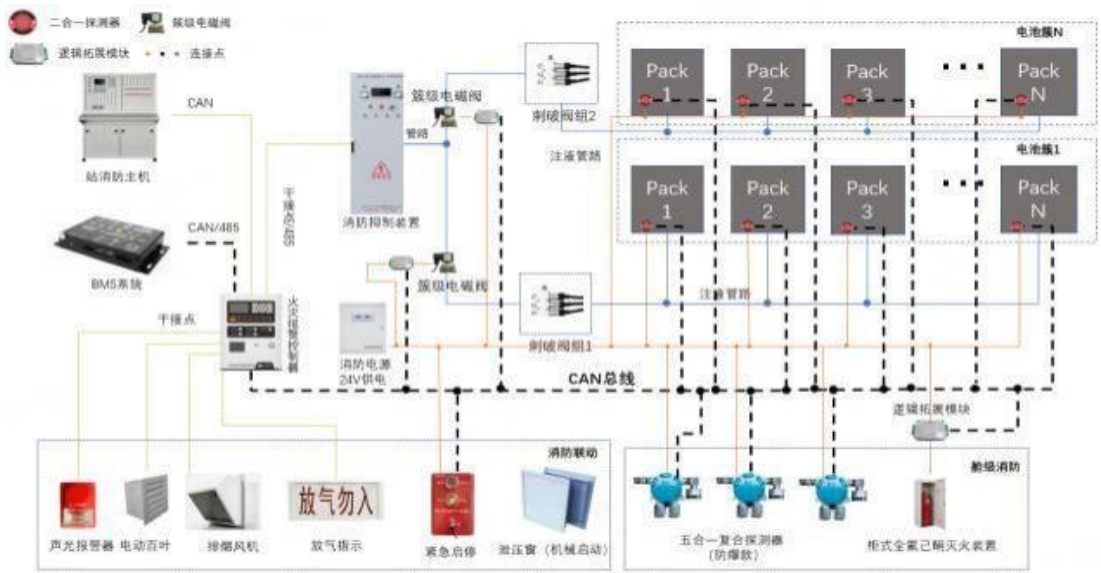 二合一探测器
簇级电磁阀
逻辑拓展模块
连接点
站消防主机
CAN
BMS系统
CAN/485
干接点/485
消防抑制装置
管路
簇级电磁阀
刺破阀组2
注液管路
电池簇N
Pack 1
Pack 2
Pack 3
Pack N
电池簇1
Pack 1
Pack 2
Pack 3
Pack N
簇级电磁阀
刺破阀组1
注液管路
干接点
火灾报警控制器
消防电源
24V供电
CAN总线
逻辑拓展模块
消防联动
声光报警器
电动百叶
排烟风机
放气勿入
放气指示
紧急启停
泄压窗（机械启动）
舱级消防
五合一复合探测器
(防爆款)
柜式全氟己酮灭火装置